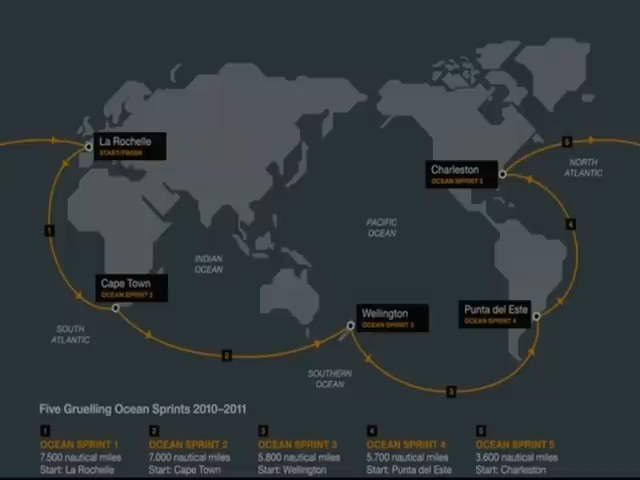 La Rochelle
START/FINISH
Charleston
OCEAN SPRINT 5
5
NORTH
ATLANTIC
1
4
PACIFIC
OCEAN
INDIAN
OCEAN
Cape Town
OCEAN SPRINT 2
Wellington
OCEAN SPRINT 3
Punta del Este
OCEAN SPRINT 4
SOUTH
ATLANTIC
2
SOUTHERN
OCEAN
3
Five Gruelling Ocean Sprints 2010–2011
1 2 3 4 5
OCEAN SPRINT 1 OCEAN SPRINT 2 OCEAN SPRINT 3 OCEAN SPRINT 4 OCEAN SPRINT 5
7.500 nautical miles 7.000 nautical miles 5.800 nautical miles 5.700 nautical miles 3.600 nautical miles
Start: La Rochelle Start: Cape Town Start: Wellington Start: Punta del Este Start: Charleston